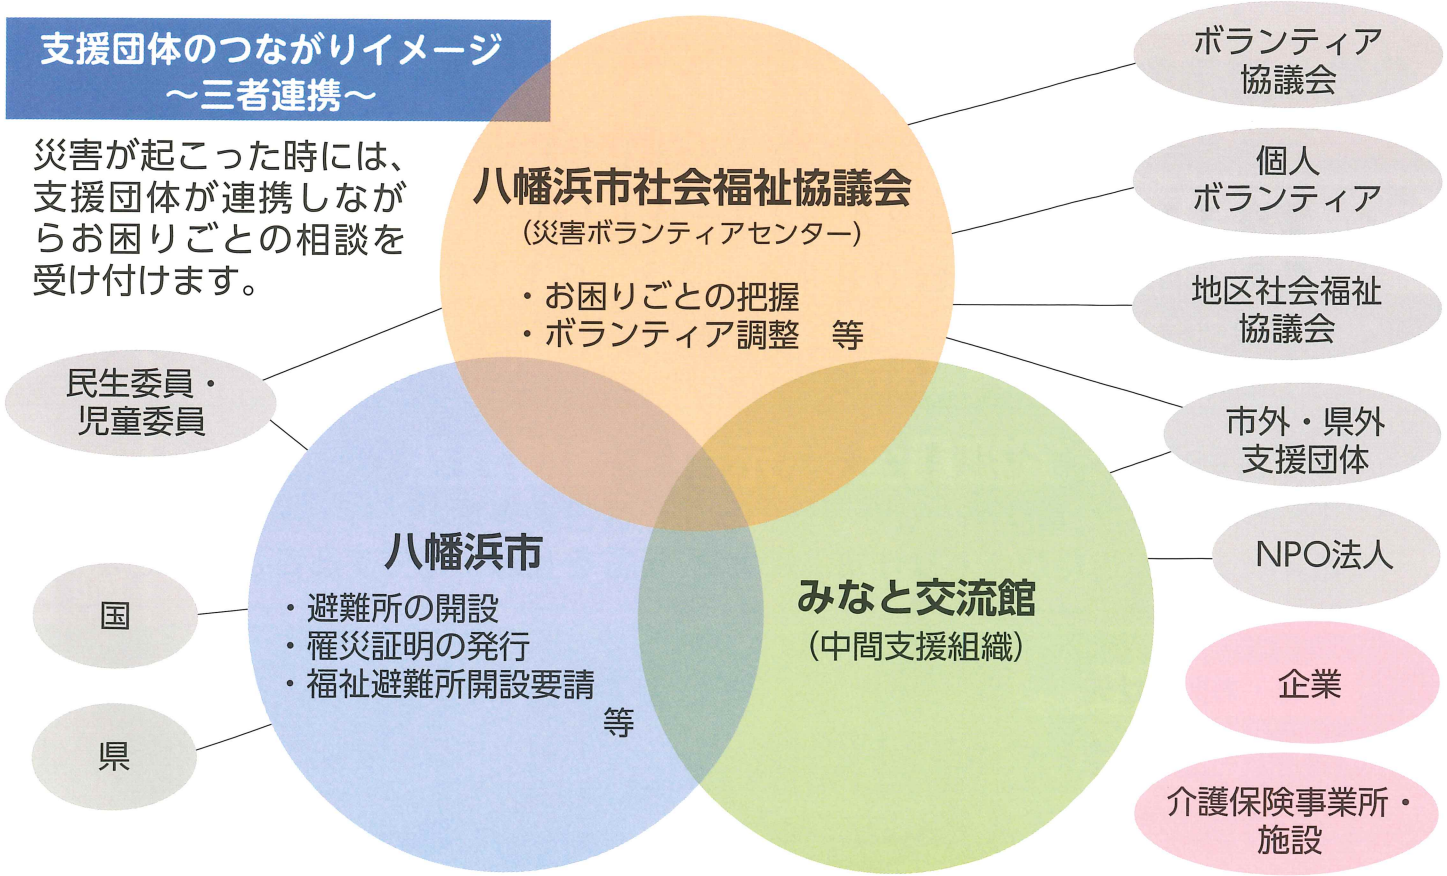 支援団体のつながりイメージ
～三者連携～
災害が起こった時には、
支援団体が連携しなが
らお困りごとの相談を
受け付けます。
八幡浜市社会福祉協議会
（災害ボランティアセンター）
・お困りごとの把握
・ボランティア調整　等
民生委員・
児童委員
国
県
八幡浜市
・避難所の開設
・罹災証明の発行
・福祉避難所開設要請
等
みなと交流館
（中間支援組織）
ボランティア
協議会
個人
ボランティア
地区社会福祉
協議会
市外・県外
支援団体
NPO法人
企業
介護保険事業所・
施設